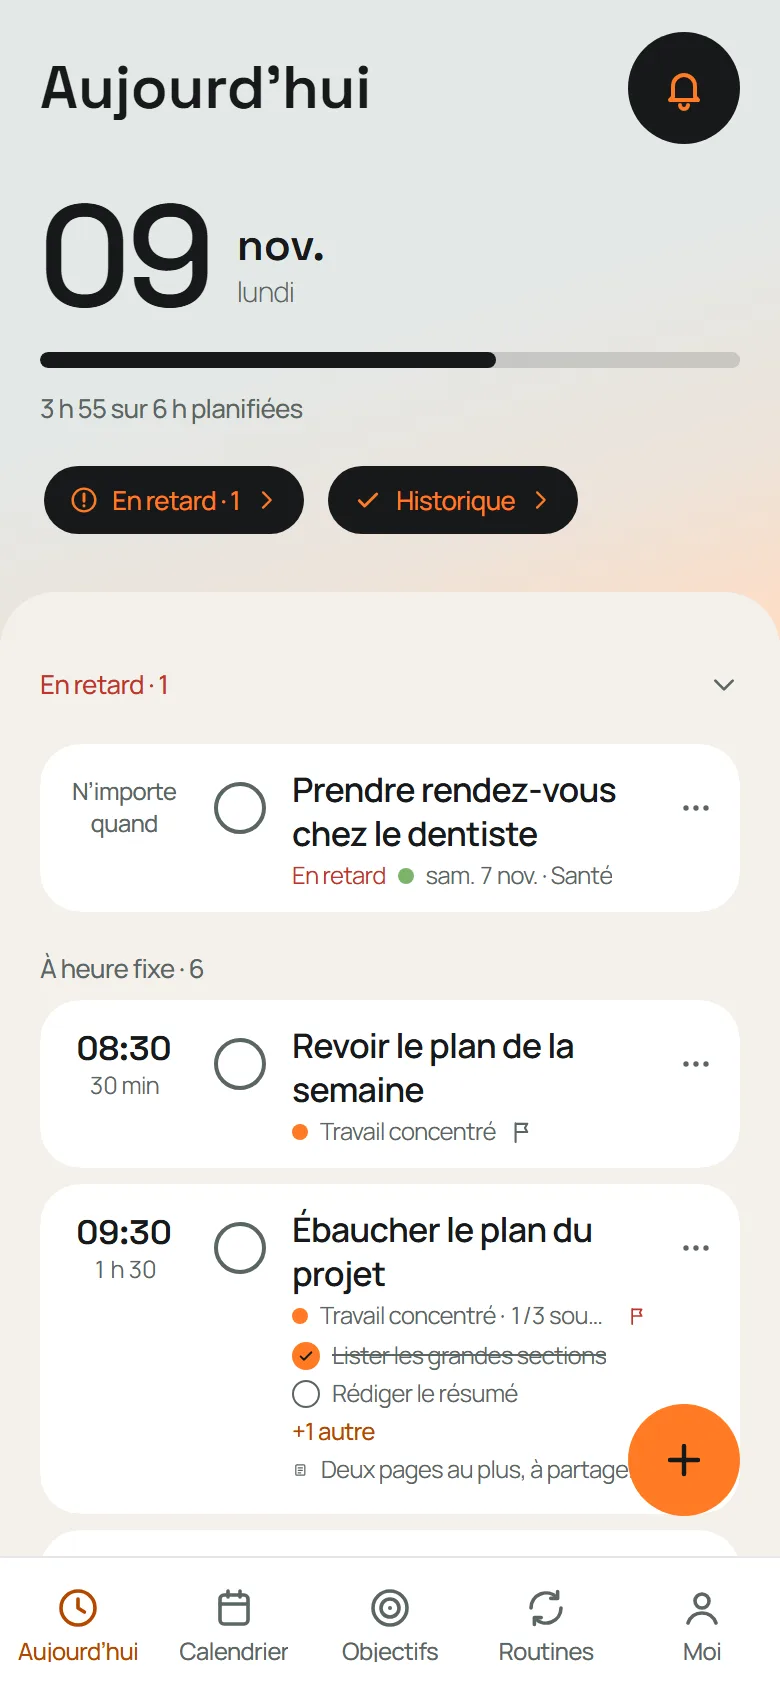 Aujourd’hui
09
nov.
lundi
3 h 55 sur 6 h planifiées
En retard · 1
Historique
En retard · 1
N’importe quand
Prendre rendez-vous
chez le dentiste
En retard sam. 7 nov. · Santé
À heure fixe · 6
08:30
30 min
Revoir le plan de la
semaine
Travail concentré
09:30
1 h 30
Ébaucher le plan du
projet
Travail concentré · 1/3 sou...
Lister les grandes sections
Rédiger le résumé
+1 autre
Deux pages au plus, à partage
Aujourd’hui
Calendrier
Objectifs
Routines
Moi